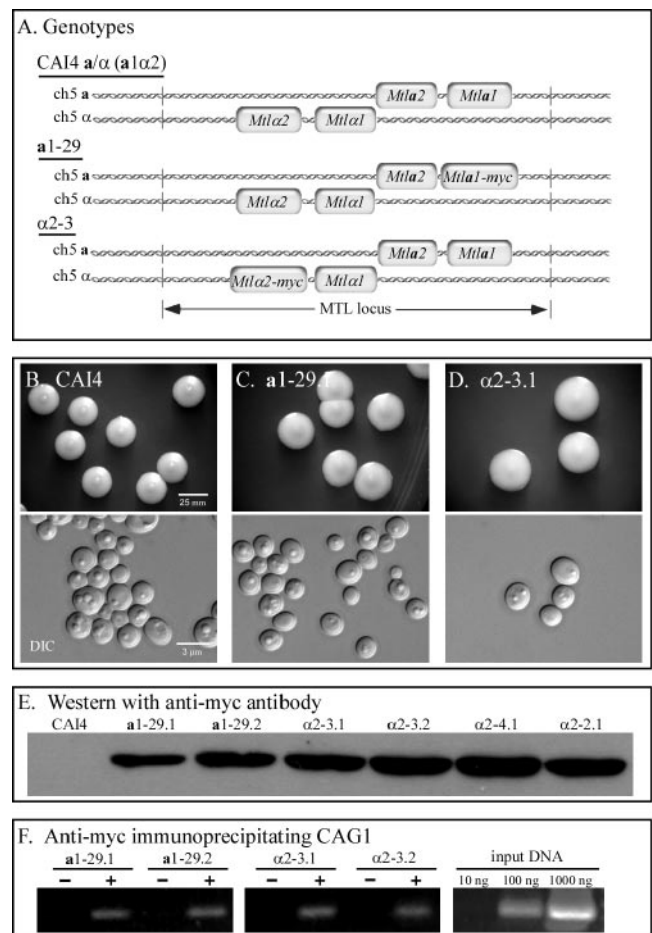 A. Genotypes
CAI4 a/α (a1α2)
ch5 a Mtla2 Mtla1
ch5 α Mtlα2 Mtlα1
a1-29
ch5 a Mtla2 Mtla1-myc
ch5 α Mtlα2 Mtlα1
α2-3
ch5 a Mtla2 Mtla1
ch5 α Mtlα2-myc Mtlα1
MTL locus
B. CAI4 C. a1-29.1 D. α2-3.1
25 mm
DIC 3 µm
E. Western with anti-myc antibody
CAI4 a1-29.1 a1-29.2 α2-3.1 α2-3.2 α2-4.1 α2-2.1
F. Anti-myc immunoprecipitating CAG1
a1-29.1 a1-29.2 α2-3.1 α2-3.2 input DNA
– + – + – + – + 10 ng 100 ng 1000 ng